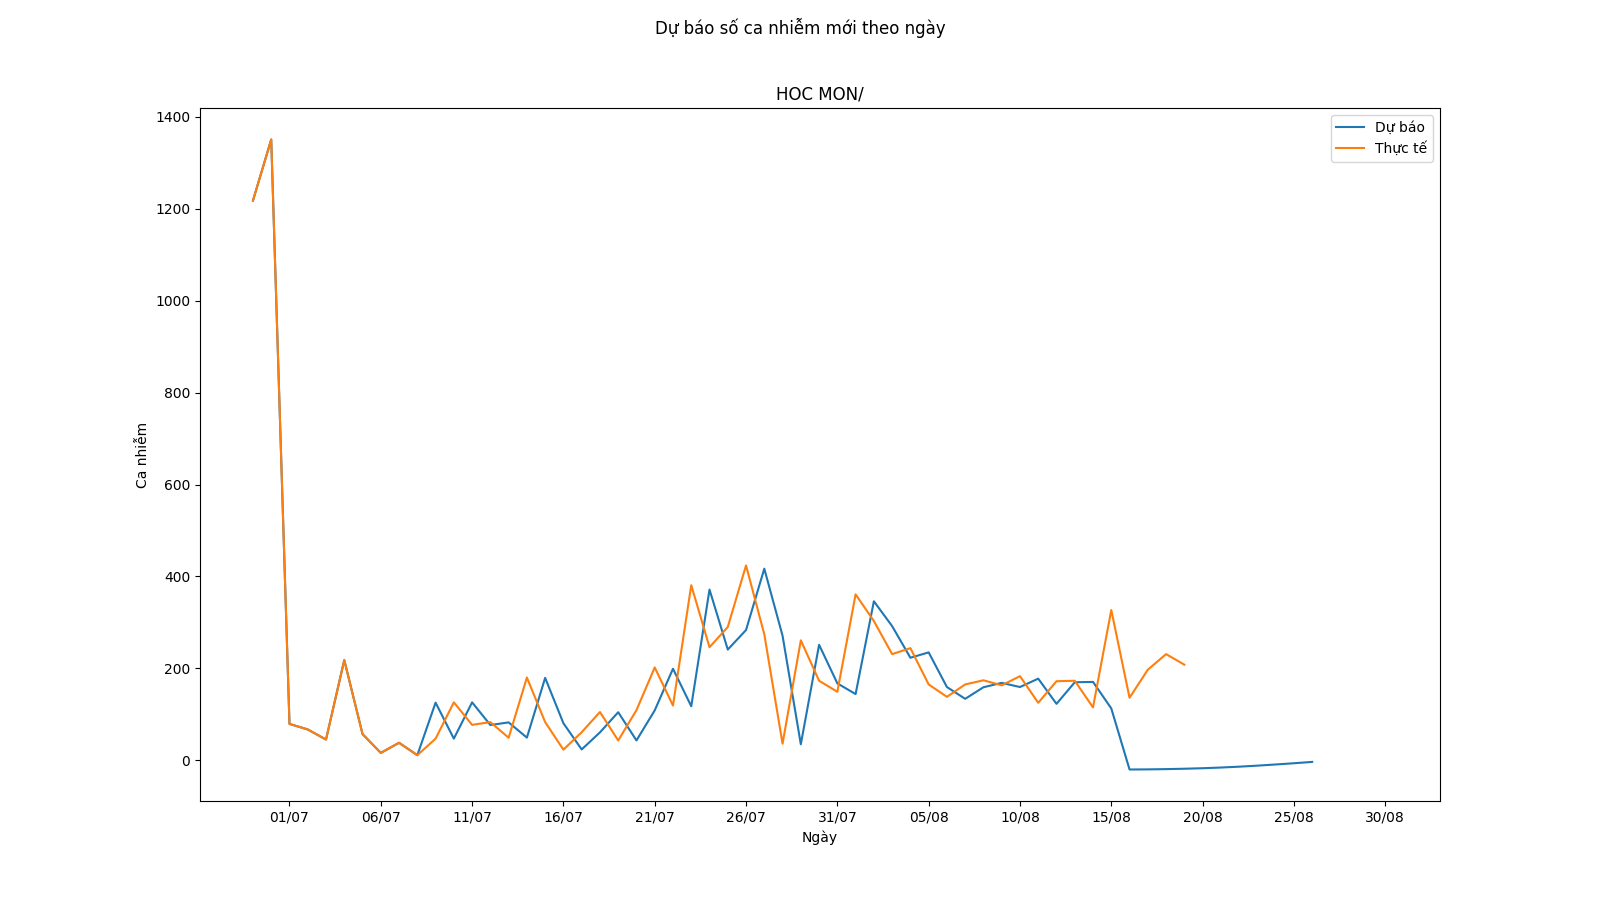 Dự báo số ca nhiễm mới theo ngày
HOC MON/
Dự báo
Thực tế
1400
1200
1000
800
600
400
200
0
Ca nhiễm
01/07 06/07 11/07 16/07 21/07 26/07 31/07 05/08 10/08 15/08 20/08 25/08 30/08
Ngày